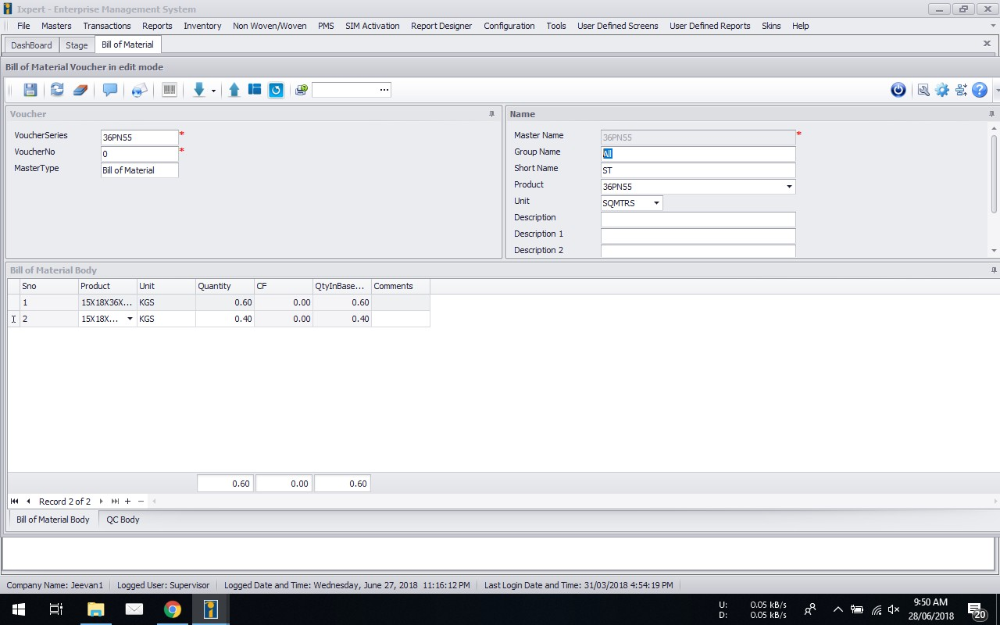 Ixpert - Enterprise Management System
File Masters Transactions Reports Inventory Non Woven/Woven PMS SIM Activation Report Designer Configuration Tools User Defined Screens User Defined Reports Skins Help
DashBoard Stage Bill of Material
Bill of Material Voucher in edit mode
Voucher
VoucherSeries 36PN55 *
VoucherNo 0 *
MasterType Bill of Material
Name
Master Name 36PN55 *
Group Name All
Short Name ST
Product 36PN55
Unit SQMTRS
Description
Description 1
Description 2
Bill of Material Body
Sno Product Unit Quantity CF QtyInBase... Comments
1 15X18X36X... KGS 0.60 0.00 0.60
2 15X18X... KGS 0.40 0.00 0.40
0.60 0.00 0.60
Record 2 of 2
Bill of Material Body QC Body
Company Name: Jeevan1 Logged User: Supervisor Logged Date and Time: Wednesday, June 27, 2018 11:16:12 PM Last Login Date and Time: 31/03/2018 4:54:19 PM
U: 0.05 kB/s
D: 0.05 kB/s
9:50 AM
28/06/2018
20